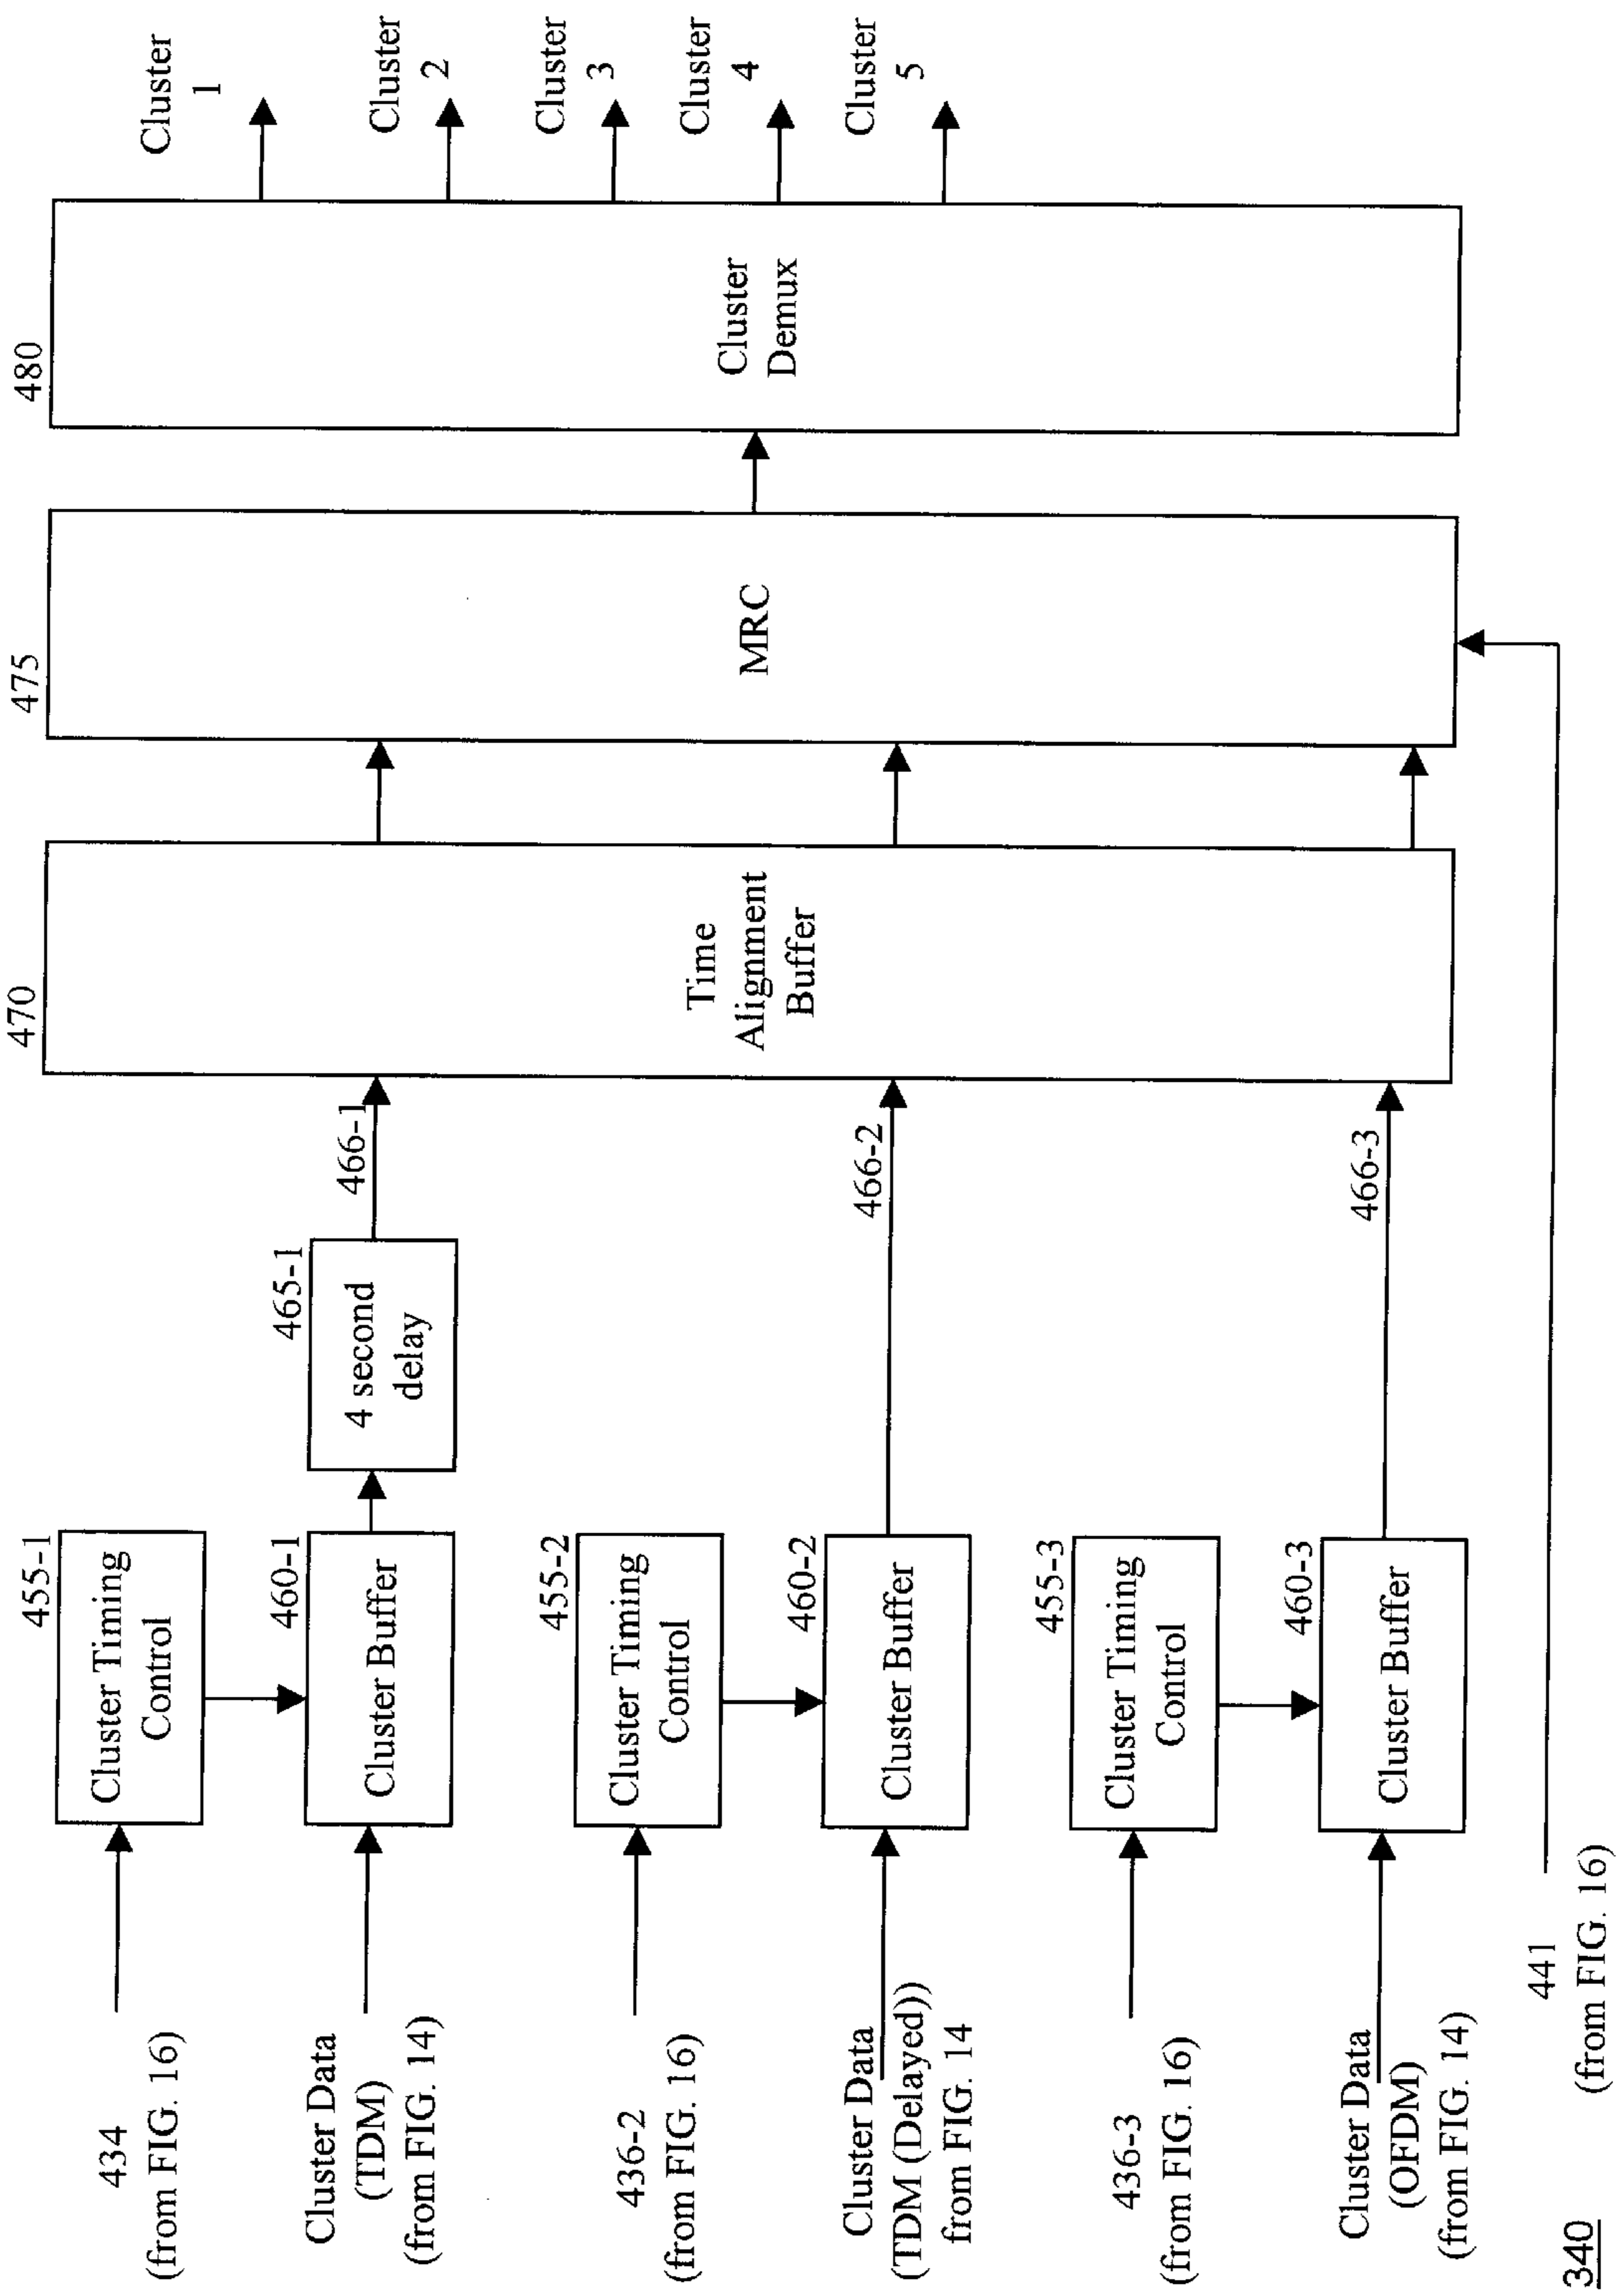 434
(from FIG. 16)
455-1
Cluster Timing
Control
Cluster Data
(TDM)
(from FIG. 14)
460-1
Cluster Buffer
465-1
4 second
delay
466-1
436-2
(from FIG. 16)
455-2
Cluster Timing
Control
Cluster Data
(TDM (Delayed))
from FIG. 14
460-2
Cluster Buffer
466-2
436-3
(from FIG. 16)
455-3
Cluster Timing
Control
Cluster Data
(OFDM)
(from FIG. 14)
460-3
Cluster Buffer
466-3
470
Time
Alignment
Buffer
475
MRC
480
Cluster
Demux
Cluster
1
Cluster
2
Cluster
3
Cluster
4
Cluster
5
441
(from FIG. 16)
340